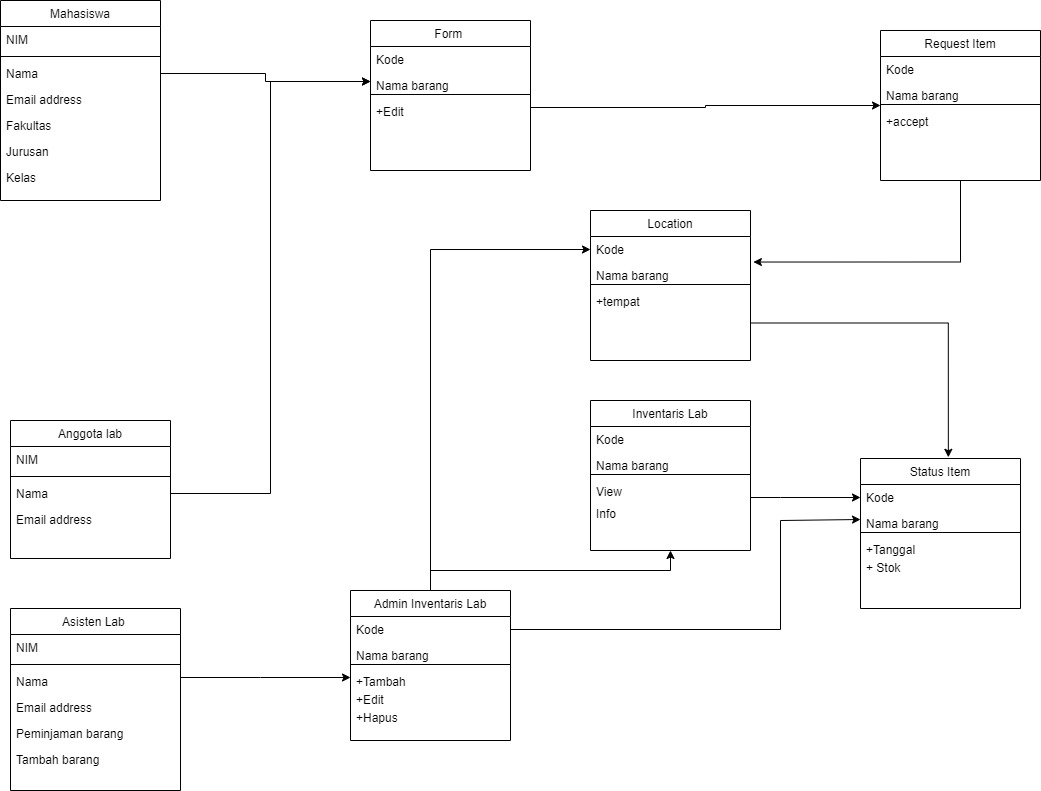 Mahasiswa
NIM
Nama
Email address
Fakultas
Jurusan
Kelas
Form
Kode
Nama barang
+Edit
Request Item
Kode
Nama barang
+accept
Location
Kode
Nama barang
+tempat
Anggota lab
NIM
Nama
Email address
Inventaris Lab
Kode
Nama barang
View
Info
Status Item
Kode
Nama barang
+Tanggal
+ Stok
Asisten Lab
NIM
Nama
Email address
Peminjaman barang
Tambah barang
Admin Inventaris Lab
Kode
Nama barang
+Tambah
+Edit
+Hapus